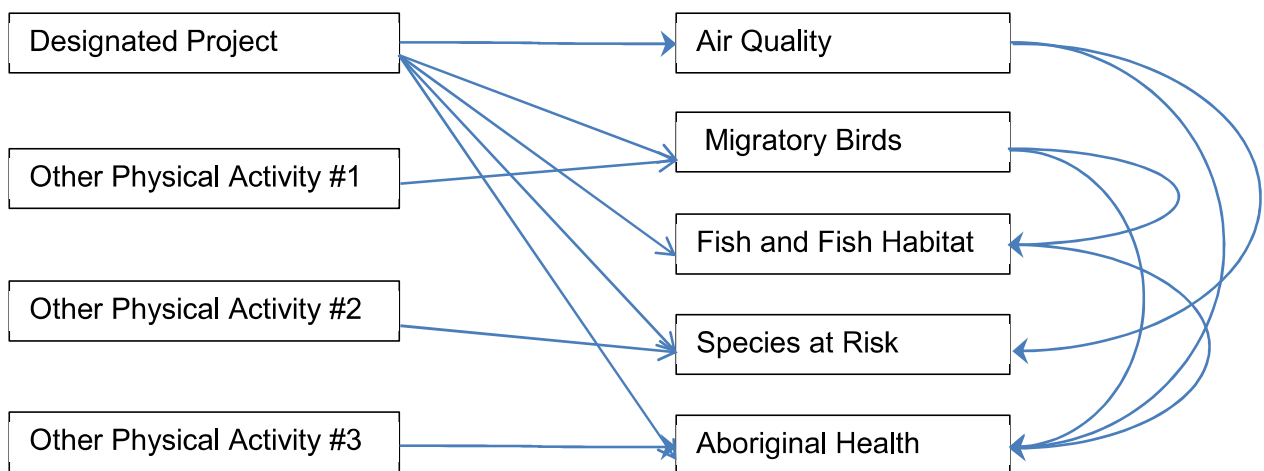 Designated Project
Air Quality
Migratory Birds
Other Physical Activity #1
Fish and Fish Habitat
Other Physical Activity #2
Species at Risk
Other Physical Activity #3
Aboriginal Health